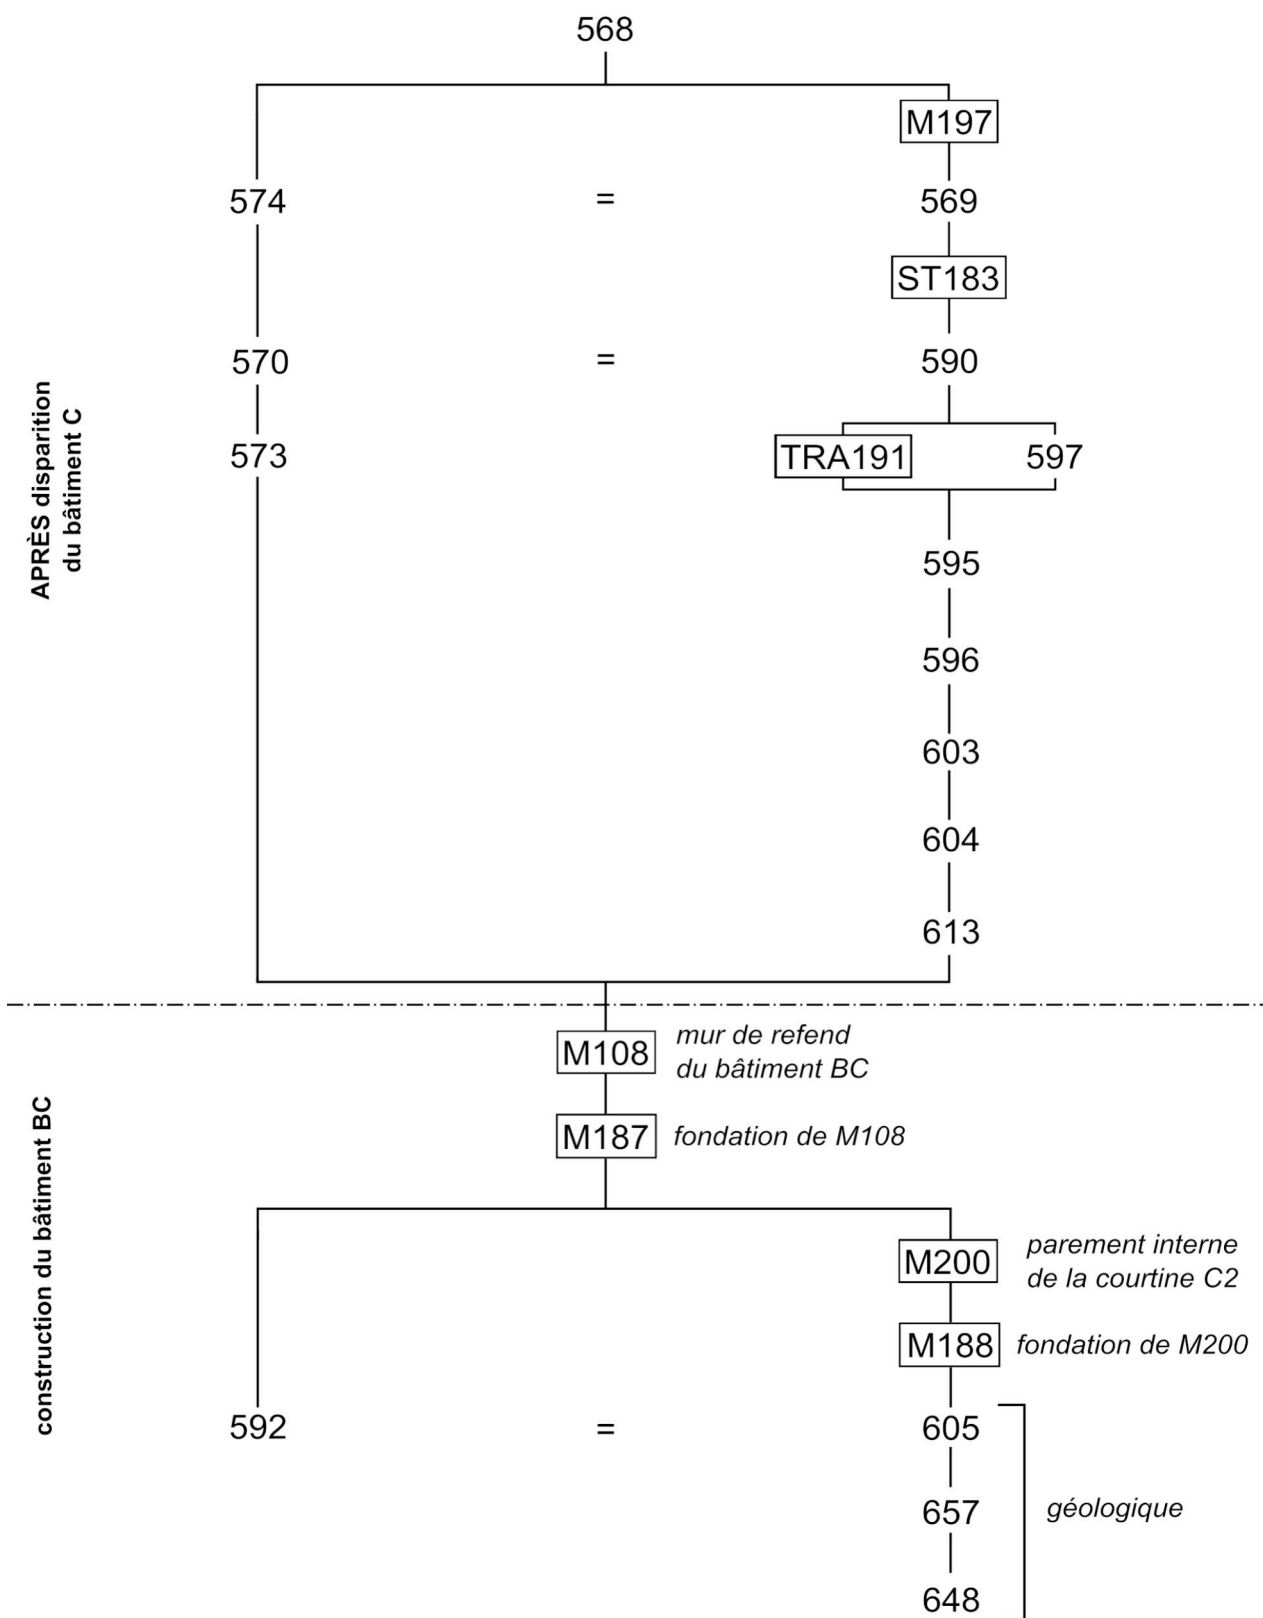 568
M197
574 = 569
ST183
570 = 590
573
TRA191
597
595
596
603
604
613
APRÈS disparition
du bâtiment C
M108
mur de refend
du bâtiment BC
M187
fondation de M108
M200
parement interne
de la courtine C2
M188
fondation de M200
592 = 605
657
648
géologique
construction du bâtiment BC